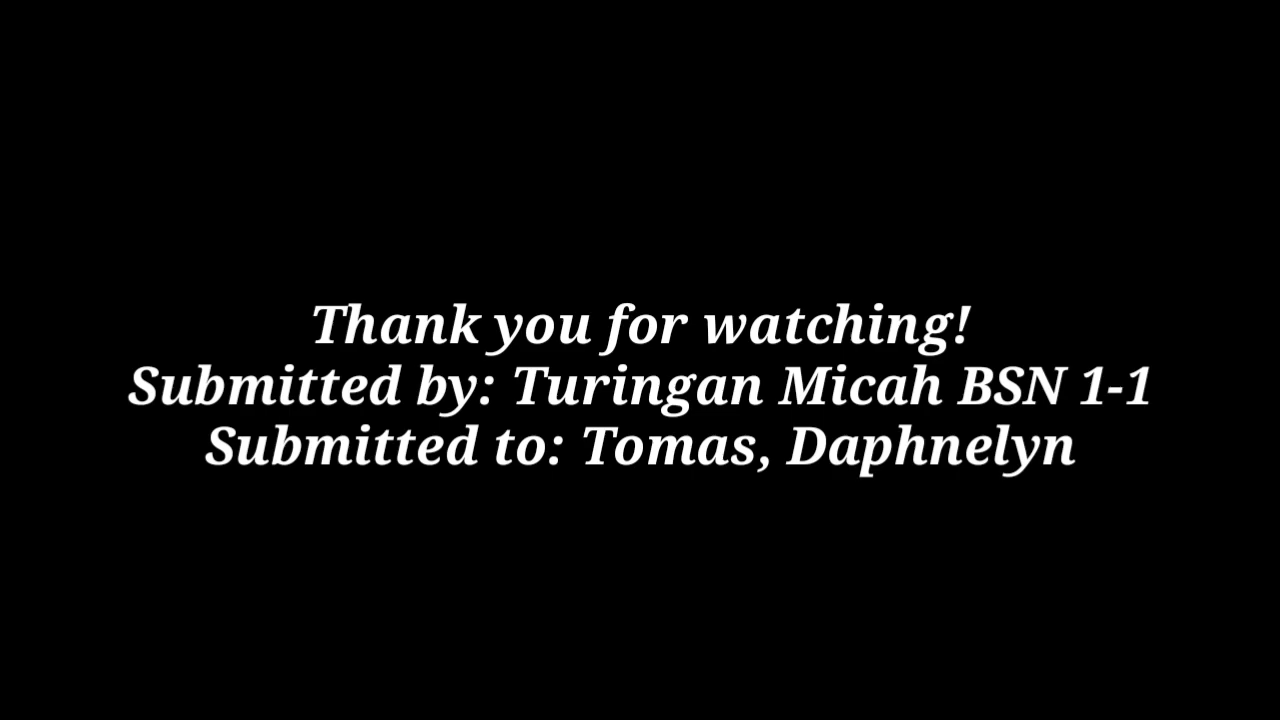 Thank you for watching!
Submitted by: Turingan Micah BSN 1-1
Submitted to: Tomas, Daphnelyn